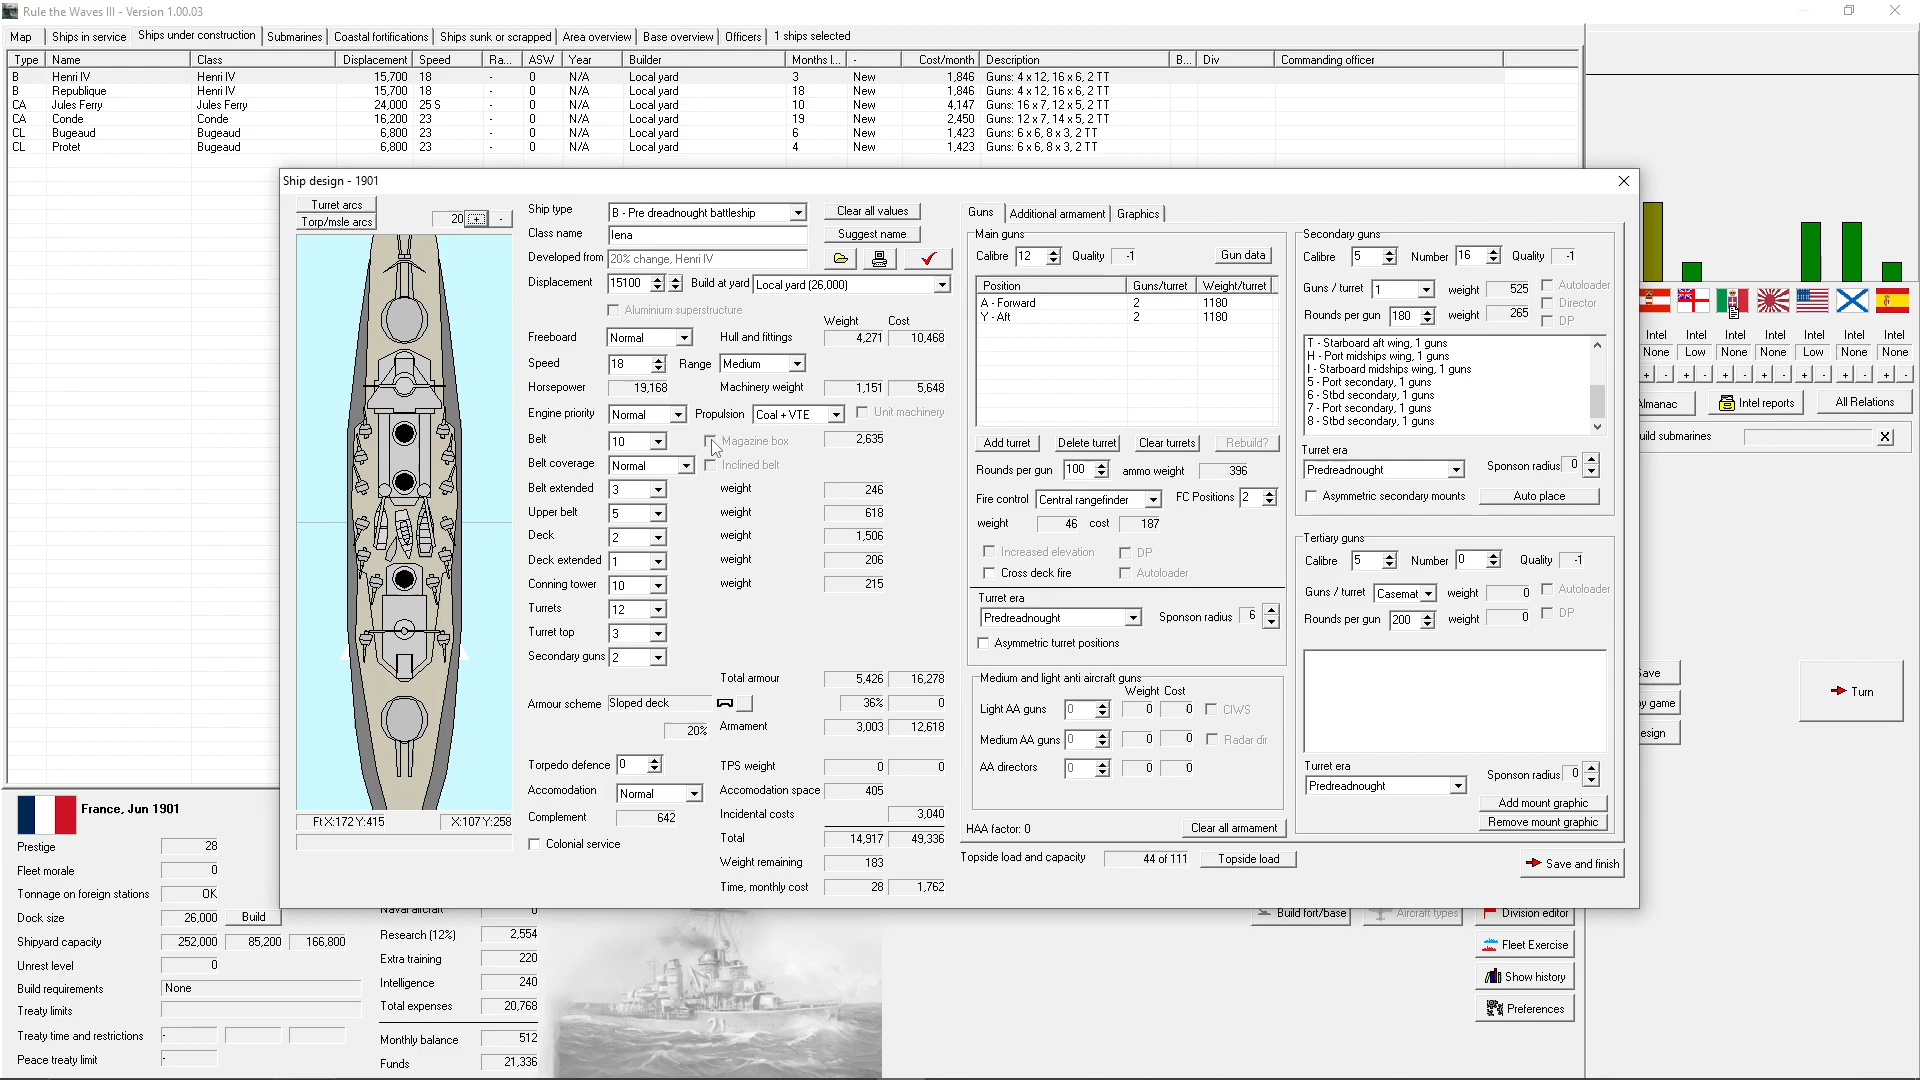 Rule the Waves III - Version 1.00.03
Map Ships in service Ships under construction Submarines Coastal fortifications Ships sunk or scrapped Area overview Base overview Officers 1 ships selected
Type Name Class Displacement Speed Ra... ASW Year Builder Months l... - Cost/month Description B... Div Commanding officer
B Henri IV Henri IV 15,700 18 - 0 N/A Local yard 3 New 1,846 Guns: 4 x 12, 16 x 6, 2 TT
B Republique Henri IV 15,700 18 - 0 N/A Local yard 18 New 1,846 Guns: 4 x 12, 16 x 6, 2 TT
CA Jules Ferry Jules Ferry 24,000 25 S - 0 N/A Local yard 10 New 4,147 Guns: 16 x 7, 12 x 5, 2 TT
CA Conde Conde 16,200 23 - 0 N/A Local yard 19 New 2,450 Guns: 12 x 7, 14 x 5, 2 TT
CL Bugeaud Bugeaud 6,800 23 - 0 N/A Local yard 6 New 1,423 Guns: 6 x 6, 8 x 3, 2 TT
CL Protet Bugeaud 6,800 23 - 0 N/A Local yard 4 New 1,423 Guns: 6 x 6, 8 x 3, 2 TT
Ship design - 1901
Turret arcs
Torp/msle arcs
20 + -
Ft X:172 Y:415 X:107 Y:258
Ship type B - Pre dreadnought battleship Clear all values
Class name Iena Suggest name
Developed from 20% change, Henri IV
Displacement 15100 Build at yard Local yard (26,000)
Aluminium superstructure
Weight Cost
Freeboard Normal Hull and fittings 4,271 10,468
Speed 18 Range Medium
Horsepower 19,168 Machinery weight 1,151 5,648
Engine priority Normal Propulsion Coal + VTE Unit machinery
Belt 10 Magazine box 2,635
Belt coverage Normal Inclined belt
Belt extended 3 weight 246
Upper belt 5 weight 618
Deck 2 weight 1,506
Deck extended 1 weight 206
Conning tower 10 weight 215
Turrets 12
Turret top 3
Secondary guns 2
Total armour 5,426 16,278
Armour scheme Sloped deck 36% 0
20% Armament 3,003 12,618
Torpedo defence 0 TPS weight 0 0
Accomodation Normal Accomodation space 405
Complement 642 Incidental costs 3,040
Colonial service Total 14,917 49,336
Weight remaining 183
Time, monthly cost 28 1,762
Guns Additional armament Graphics
Main guns
Calibre 12 Quality -1 Gun data
Position Guns/turret Weight/turret
A - Forward 2 1180
Y - Aft 2 1180
Add turret Delete turret Clear turrets Rebuild?
Rounds per gun 100 ammo weight 396
Fire control Central rangefinder FC Positions 2
weight 46 cost 187
Increased elevation DP
Cross deck fire Autoloader
Turret era
Predreadnought Sponson radius 6
Asymmetric turret positions
Medium and light anti aircraft guns
Weight Cost
Light AA guns 0 0 0 CIWS
Medium AA guns 0 0 0 Radar dir
AA directors 0 0 0
HAA factor: 0 Clear all armament
Topside load and capacity 44 of 111 Topside load
Secondary guns
Calibre 5 Number 16 Quality -1
Guns / turret 1 weight 525 Autoloader
Director
Rounds per gun 180 weight 265 DP
T - Starboard aft wing, 1 guns
H - Port midships wing, 1 guns
I - Starboard midships wing, 1 guns
5 - Port secondary, 1 guns
6 - Stbd secondary, 1 guns
7 - Port secondary, 1 guns
8 - Stbd secondary, 1 guns
Turret era
Predreadnought Sponson radius 0
Asymmetric secondary mounts Auto place
Tertiary guns
Calibre 5 Number 0 Quality -1
Guns / turret Casemat weight 0 Autoloader
Rounds per gun 200 weight 0 DP
Turret era
Predreadnought Sponson radius 0
Add mount graphic
Remove mount graphic
Save and finish
Intel Intel Intel Intel Intel Intel Intel
None Low None None Low None None
+ - + - + - + - + - + - + -
Almanac Intel reports All Relations
uild submarines X
ave
y game
esign
Turn
France, Jun 1901
Prestige 28
Fleet morale 0
Tonnage on foreign stations OK
Dock size 26,000 Build
Shipyard capacity 252,000 85,200 166,800
Unrest level 0
Build requirements None
Treaty limits
Treaty time and restrictions -
Peace treaty limit -
Naval aircraft 0
Research (12%) 2,554
Extra training 220
Intelligence 240
Total expenses 20,768
Monthly balance 512
Funds 21,336
Build fort/base Aircraft types Division editor
Fleet Exercise
Show history
Preferences